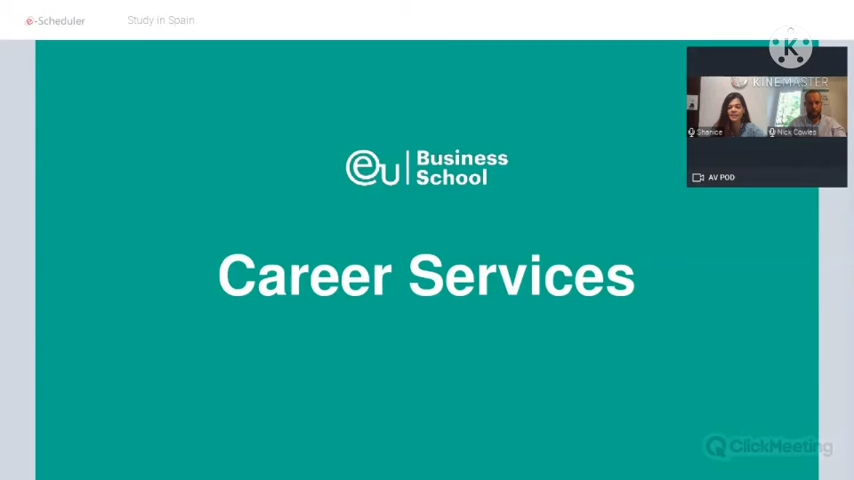 e-Scheduler
Study in Spain
K
KINEMASTER
Shanice
Nick Cowles
AV POD
eu Business
School
Career Services
ClickMeeting